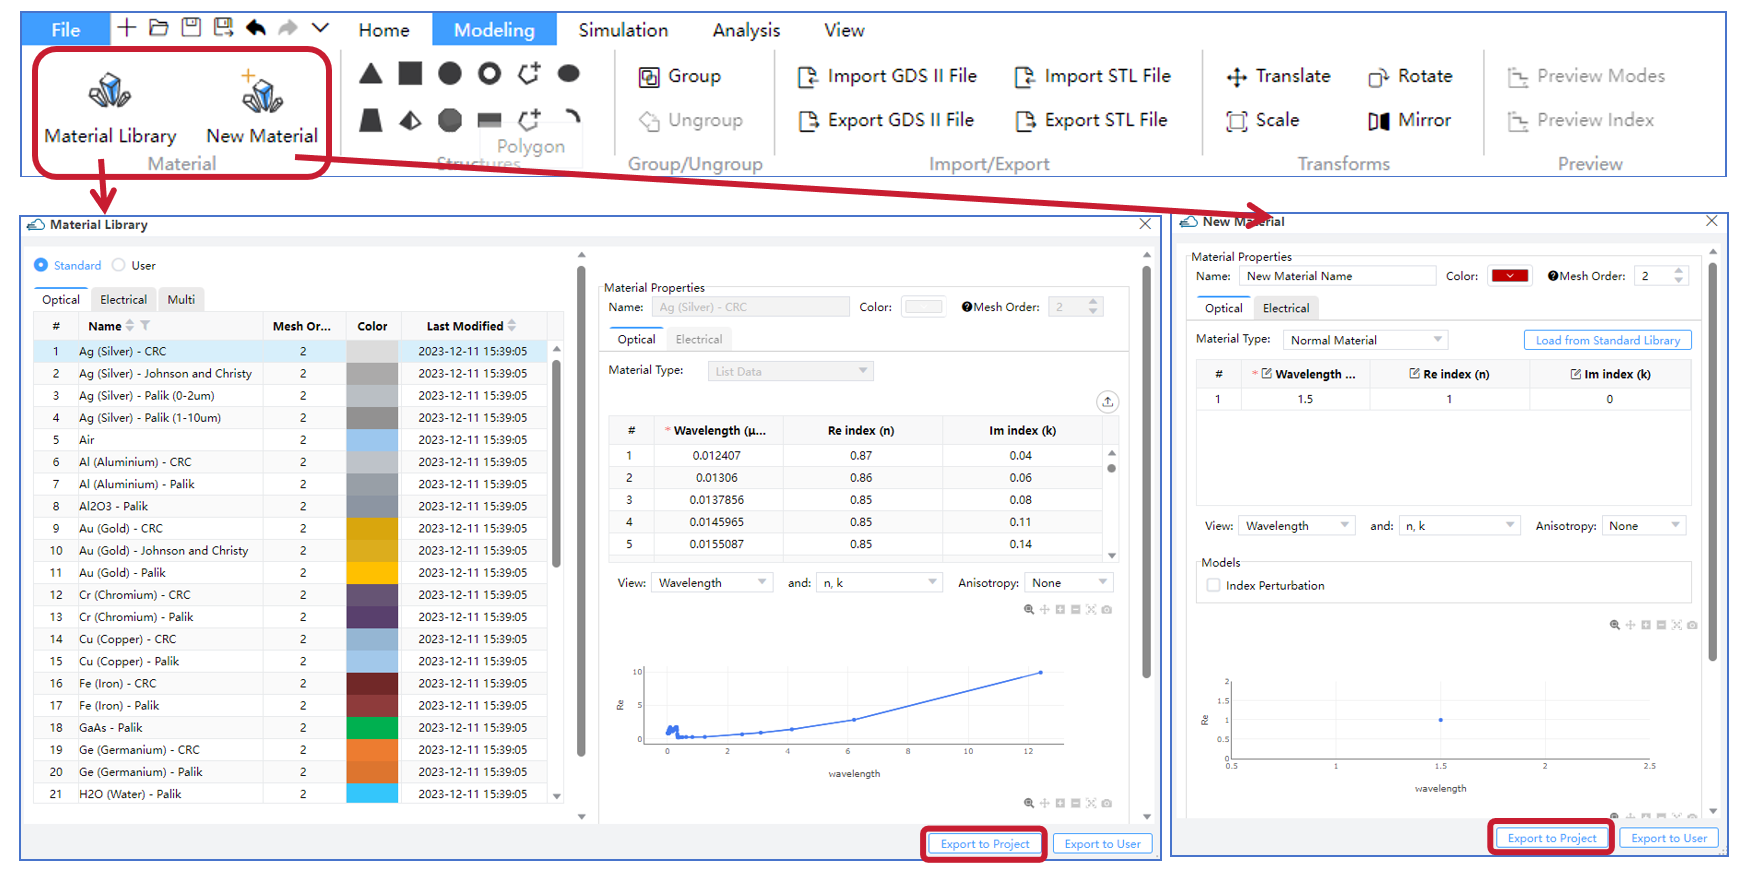 File Home Modeling Simulation Analysis View
Material Library New Material
Material
Polygon
Structures
Group
Ungroup
Group/Ungroup
Import GDS II File Import STL File
Export GDS II File Export STL File
Import/Export
Translate Rotate
Scale Mirror
Transforms
Preview Modes
Preview Index
Preview
Material Library
Standard User
Optical Electrical Multi
# Name Mesh Or... Color Last Modified
1 Ag (Silver) - CRC 2 2023-12-11 15:39:05
2 Ag (Silver) - Johnson and Christy 2 2023-12-11 15:39:05
3 Ag (Silver) - Palik (0-2um) 2 2023-12-11 15:39:05
4 Ag (Silver) - Palik (1-10um) 2 2023-12-11 15:39:05
5 Air 2 2023-12-11 15:39:05
6 Al (Aluminium) - CRC 2 2023-12-11 15:39:05
7 Al (Aluminium) - Palik 2 2023-12-11 15:39:05
8 Al2O3 - Palik 2 2023-12-11 15:39:05
9 Au (Gold) - CRC 2 2023-12-11 15:39:05
10 Au (Gold) - Johnson and Christy 2 2023-12-11 15:39:05
11 Au (Gold) - Palik 2 2023-12-11 15:39:05
12 Cr (Chromium) - CRC 2 2023-12-11 15:39:05
13 Cr (Chromium) - Palik 2 2023-12-11 15:39:05
14 Cu (Copper) - CRC 2 2023-12-11 15:39:05
15 Cu (Copper) - Palik 2 2023-12-11 15:39:05
16 Fe (Iron) - CRC 2 2023-12-11 15:39:05
17 Fe (Iron) - Palik 2 2023-12-11 15:39:05
18 GaAs - Palik 2 2023-12-11 15:39:05
19 Ge (Germanium) - CRC 2 2023-12-11 15:39:05
20 Ge (Germanium) - Palik 2 2023-12-11 15:39:05
21 H2O (Water) - Palik 2 2023-12-11 15:39:05
Material Properties
Name: Ag (Silver) - CRC Color: Mesh Order: 2
Optical Electrical
Material Type: List Data
# * Wavelength (μ... Re index (n) Im index (k)
1 0.012407 0.87 0.04
2 0.01306 0.86 0.06
3 0.0137856 0.85 0.08
4 0.0145965 0.85 0.11
5 0.0155087 0.85 0.14
View: Wavelength and: n, k Anisotropy: None
10
5
0
Re
0 2 4 6 8 10 12
wavelength
Export to Project Export to User
New Material
Material Properties
Name: New Material Name Color: Mesh Order: 2
Optical Electrical
Material Type: Normal Material Load from Standard Library
# * Wavelength ... Re index (n) Im index (k)
1 1.5 1 0
View: Wavelength and: n, k Anisotropy: None
Models
Index Perturbation
2
1.5
1
0.5
0
Re
0.5 1 1.5 2 2.5
wavelength
Export to Project Export to User